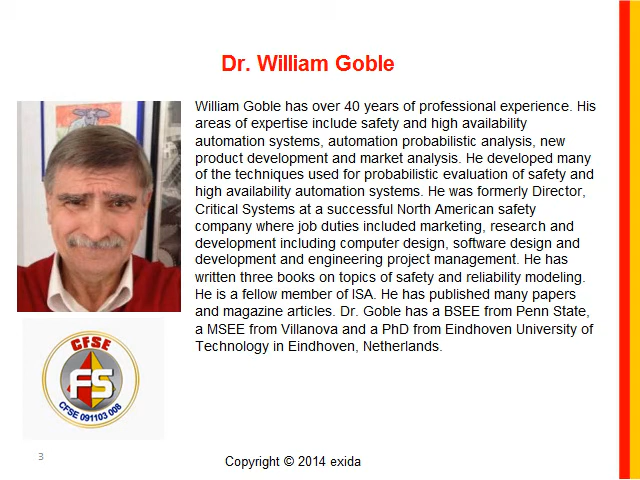 Dr. William Goble
William Goble has over 40 years of professional experience. His
areas of expertise include safety and high availability
automation systems, automation probabilistic analysis, new
product development and market analysis. He developed many
of the techniques used for probabilistic evaluation of safety and
high availability automation systems. He was formerly Director,
Critical Systems at a successful North American safety
company where job duties included marketing, research and
development including computer design, software design and
development and engineering project management. He has
written three books on topics of safety and reliability modeling.
He is a fellow member of ISA. He has published many papers
and magazine articles. Dr. Goble has a BSEE from Penn State,
a MSEE from Villanova and a PhD from Eindhoven University of
Technology in Eindhoven, Netherlands.
CFSE
FS
CFSE 091103 008
3
Copyright © 2014 exida